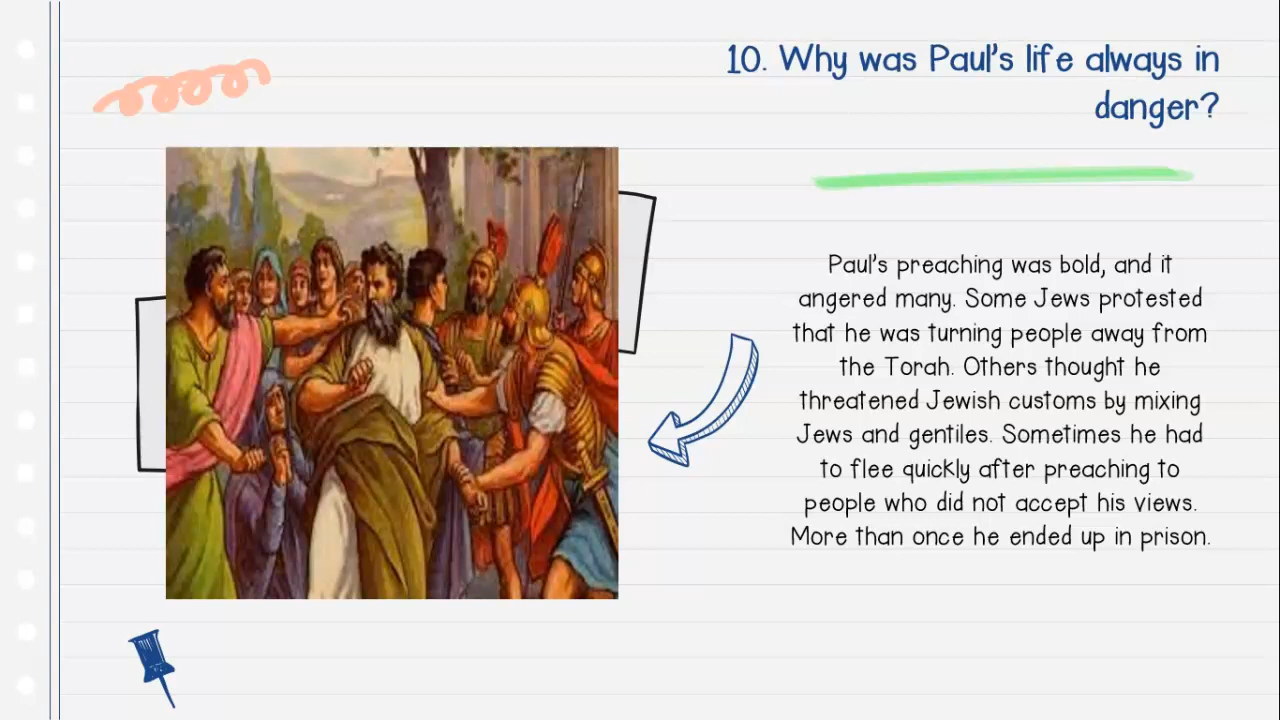 10. Why was Paul's life always in
danger?
Paul's preaching was bold, and it
angered many. Some Jews protested
that he was turning people away from
the Torah. Others thought he
threatened Jewish customs by mixing
Jews and gentiles. Sometimes he had
to flee quickly after preaching to
people who did not accept his views.
More than once he ended up in prison.